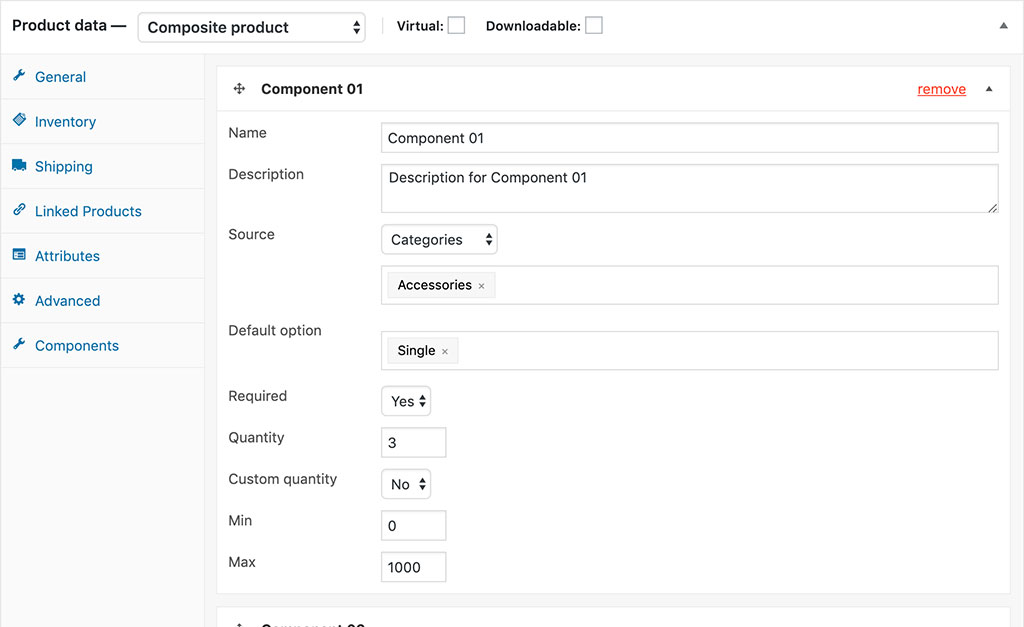 Product data — Composite product Virtual: Downloadable:
General
Inventory
Shipping
Linked Products
Attributes
Advanced
Components
Component 01 remove
Name Component 01
Description Description for Component 01
Source Categories
Accessories ×
Default option Single ×
Required Yes
Quantity 3
Custom quantity No
Min 0
Max 1000